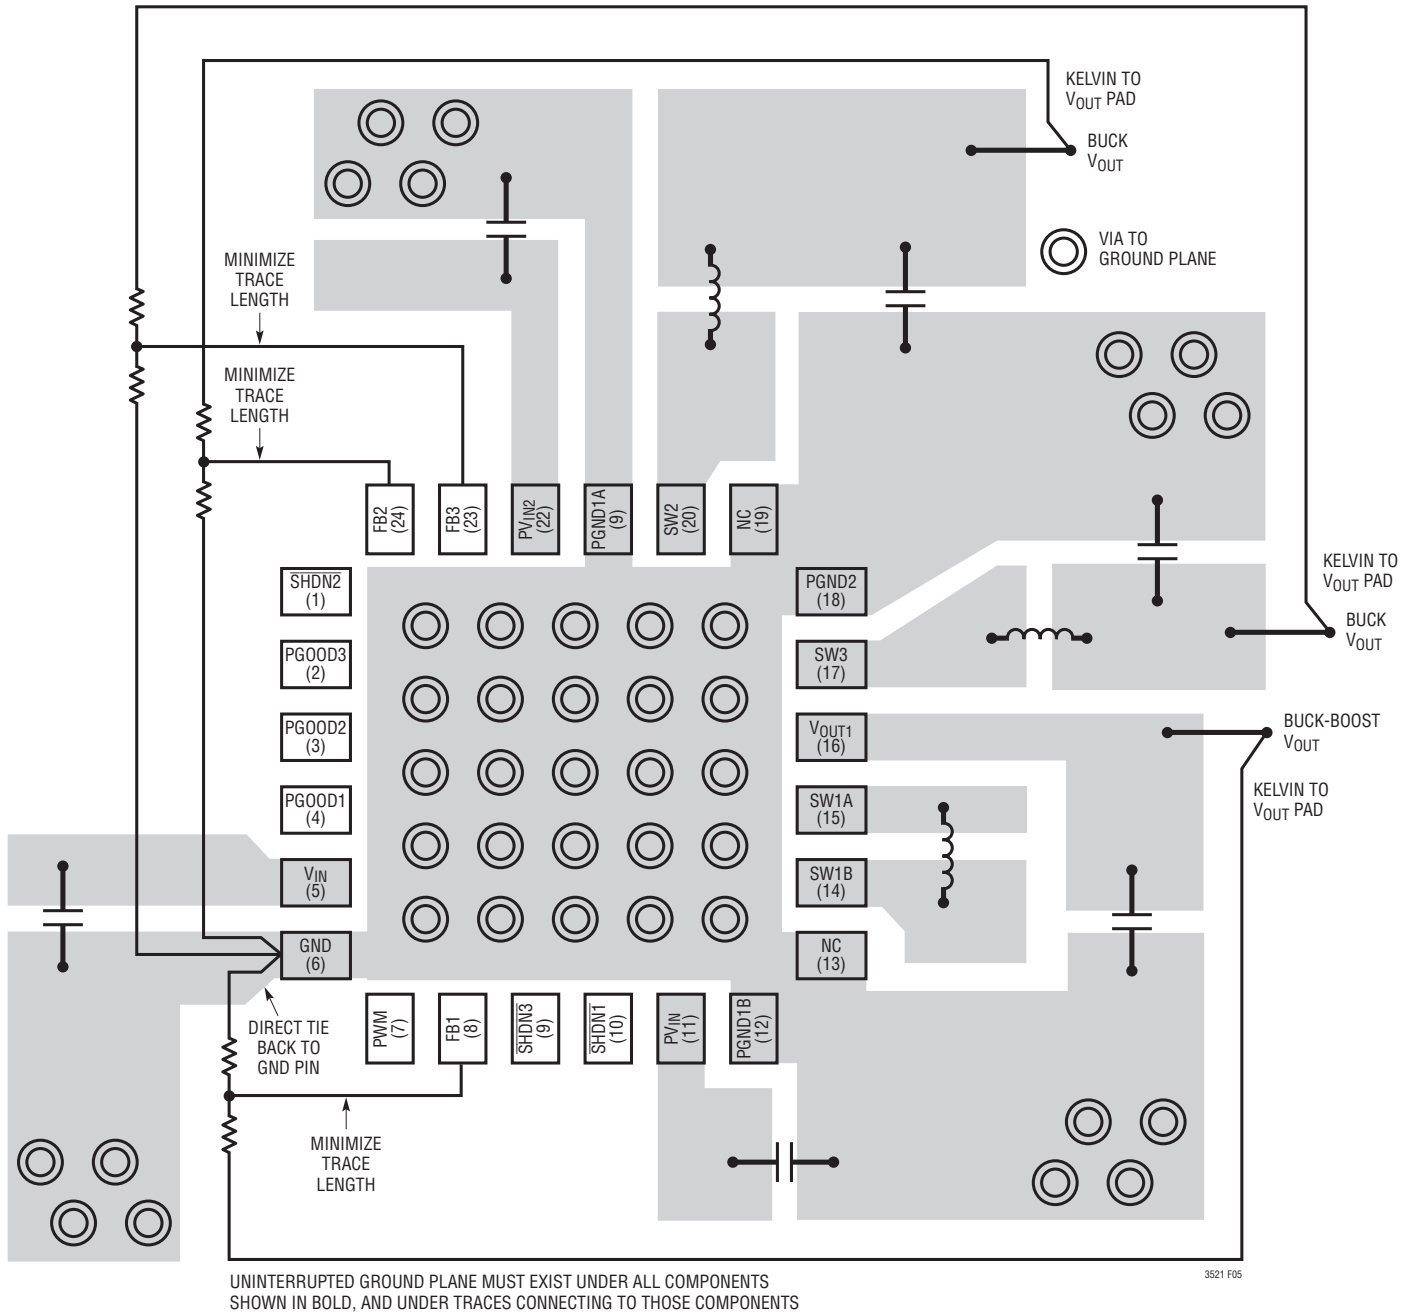 KELVIN TO
VOUT PAD
BUCK
VOUT
VIA TO
GROUND PLANE
MINIMIZE
TRACE
LENGTH
MINIMIZE
TRACE
LENGTH
FB2
(24)
FB3
(23)
PVIN2
(22)
PGND1A
(9)
SW2
(20)
NC
(19)
KELVIN TO
VOUT PAD
BUCK
VOUT
SHDN2
(1)
PGOOD3
(2)
PGOOD2
(3)
PGOOD1
(4)
VIN
(5)
GND
(6)
PGND2
(18)
SW3
(17)
VOUT1
(16)
SW1A
(15)
SW1B
(14)
NC
(13)
BUCK-BOOST
VOUT
KELVIN TO
VOUT PAD
PWM
(7)
FB1
(8)
SHDN3
(9)
SHDN1
(10)
PVIN
(11)
PGND1B
(12)
DIRECT TIE
BACK TO
GND PIN
MINIMIZE
TRACE
LENGTH
UNINTERRUPTED GROUND PLANE MUST EXIST UNDER ALL COMPONENTS
SHOWN IN BOLD, AND UNDER TRACES CONNECTING TO THOSE COMPONENTS
3521 F05